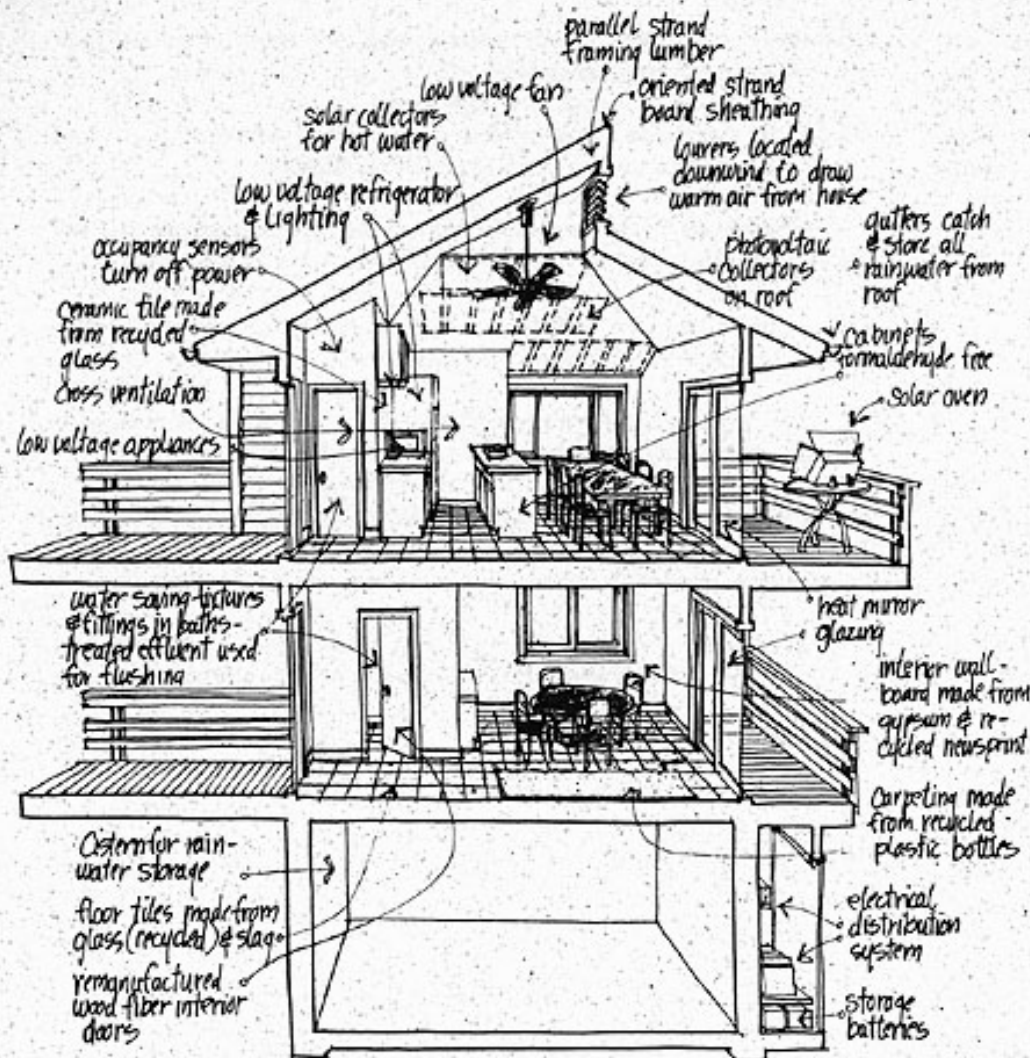 parallel strand
framing lumber
low voltage fan
oriented strand
board sheathing
solar collectors
for hot water
louvers located
downwind to draw
warm air from house
low voltage refrigerator
& lighting
gutters catch
& store all
rainwater from
roof
occupancy sensors
turn off power
photovoltaic
collectors
on roof
ceramic tile made
from recycled
glass
cabinets
formaldehyde free
cross ventilation
solar oven
low voltage appliances
water saving fixtures
& fittings in baths-
treated effluent used
for flushing
heat mirror
glazing
interior wall-
board made from
gypsum & re-
cycled newsprint
carpeting made
from recycled
plastic bottles
Cistern for rain-
water storage
floor tiles made from
glass (recycled) & slag
electrical
distribution
system
remanufactured
wood fiber interior
doors
storage
batteries